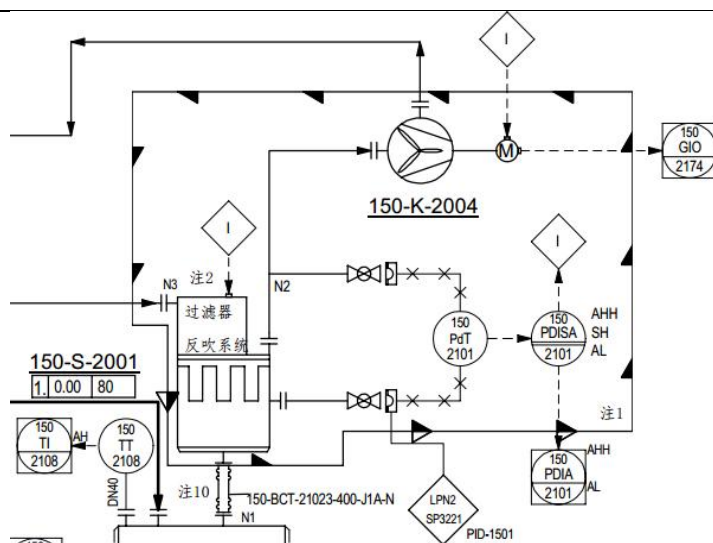 I
150
GIO
2174
M
150-K-2004
I
I
N3
注2
N2
过滤器
反吹系统
150
PdT
2101
150
PDISA
2101
AHH
SH
AL
150-S-2001
1. 0.00 80
注1
150
TI
2108
AH
150
TT
2108
150
PDIA
2101
AHH
AL
DN40
注10
150-BCT-21023-400-J1A-N
N1
LPN2
SP3221
PID-1501